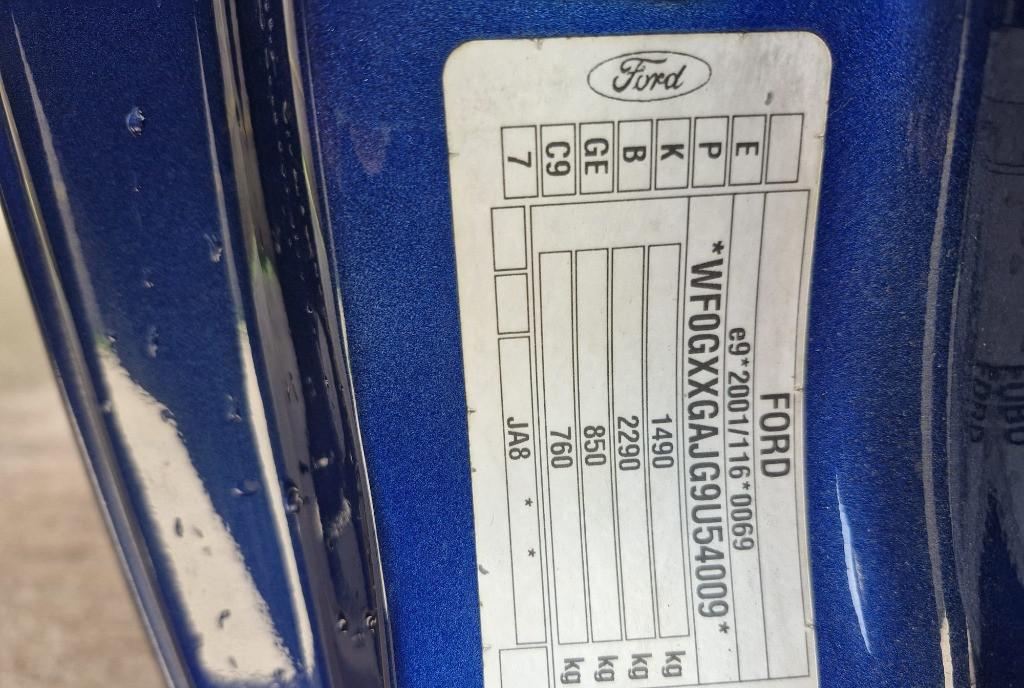 Ford
FORD
E e9*2001/116*0069
P *WF0GXXGAJG9U54009*
K 1490 kg
B 2290 kg
GE 850 kg
C9 760 kg
7 JA8 * *